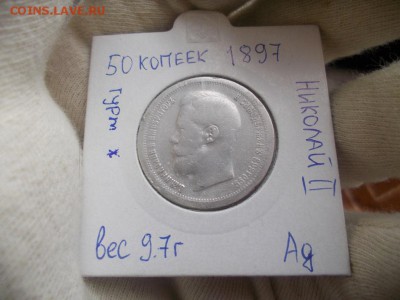 COINS.LAVE.RU
50 КОПЕЕК 1897
ГУРТ *
НИКОЛАЙ II
Вес 9.7г
Ag